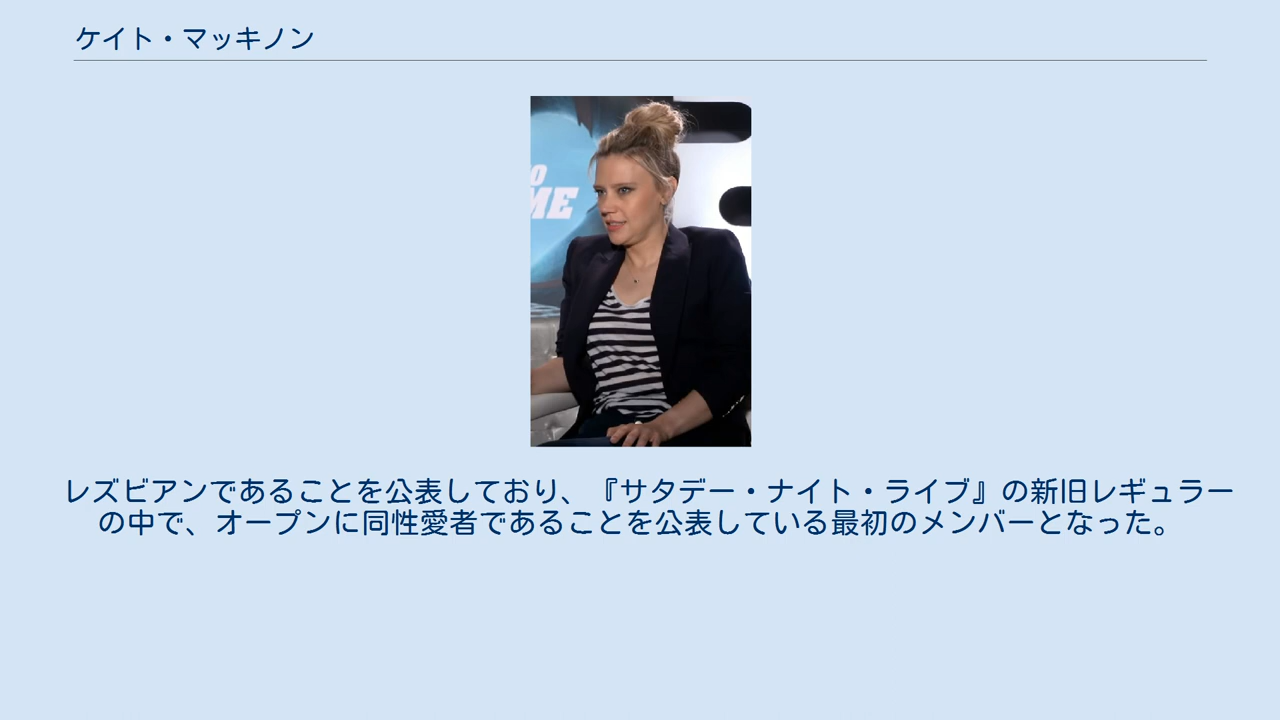 ケイト・マッキノン
O
ME
レズビアンであることを公表しており、『サタデー・ナイト・ライブ』の新旧レギュラー
の中で、オープンに同性愛者であることを公表している最初のメンバーとなった。